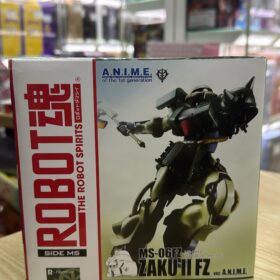 ROBOT魂
THE ROBOT SPIRITS
SIDE MS
A.N.I.M.E.
of the 1st generation
MS-06FZ
ZAKU II FZ
ver. A.N.I.M.E.
R